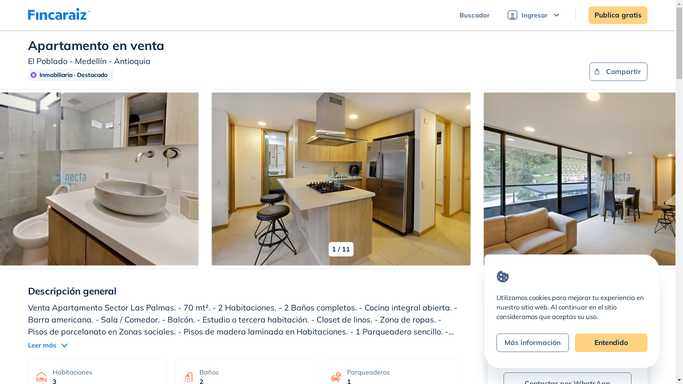 Fincaraiz
Buscador
Ingresar
Publica gratis
Apartamento en venta
El Poblado - Medellín - Antioquia
Inmobiliaria · Destacado
Compartir
necta
necta
1 / 11
Descripción general
Venta Apartamento Sector Las Palmas. - 70 mt². - 2 Habitaciones. - 2 Baños completos. - Cocina integral abierta. -
Barra americana. - Sala / Comedor. - Balcón. - Estudio o tercera habitación. - Closet de linos. - Zona de ropas. -
Pisos de porcelanato en Zonas sociales. - Pisos de madera laminada en Habitaciones. - 1 Parqueadero sencillo. -...
Leer más
Habitaciones
3
Baños
2
Parqueaderos
1
Utilizamos cookies para mejorar tu experiencia en
nuestro sitio web. Al continuar en el sitio
consideramos que aceptas su uso.
Más información
Entendido
Contactar por WhatsApp